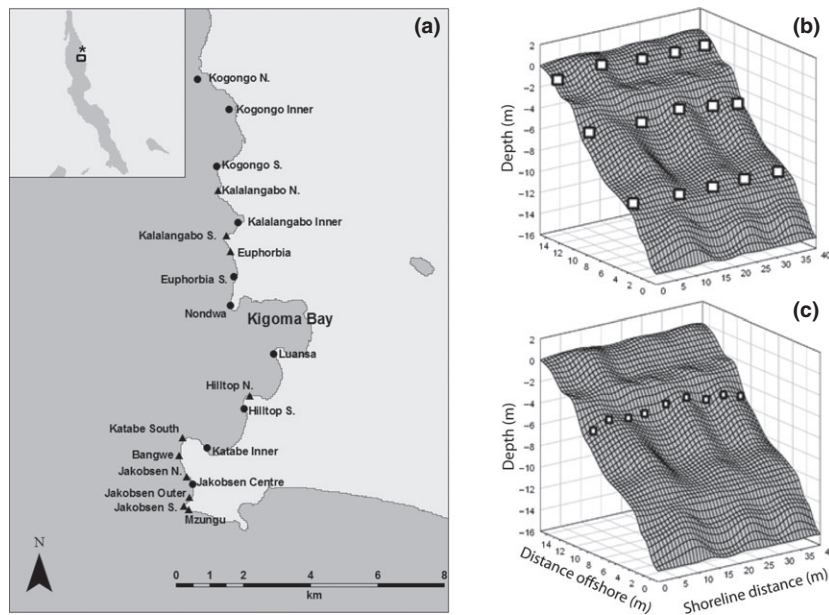 (a)
*
Kogongo N.
Kogongo Inner
Kogongo S.
Kalalangabo N.
Kalalangabo Inner
Kalalangabo S.
Euphorbia
Euphorbia S.
Nondwa
Kigoma Bay
Luansa
Hilltop N.
Hilltop S.
Katabe South
Katabe Inner
Bangwe
Jakobsen N.
Jakobsen Centre
Jakobsen Outer
Jakobsen S.
Mzungu
N
0 1 2 4 6 8
km
(b)
2
0
-2
-4
-6
-8
-10
-12
-14
-16
Depth (m)
14 12 10 8 6 4 2 0
0 5 10 15 20 25 30 35 40
(c)
2
0
-2
-4
-6
-8
-10
-12
-14
-16
Depth (m)
14 12 10 8 6 4 2 0
Distance offshore (m)
0 5 10 15 20 25 30 35 4
Shoreline distance (m)